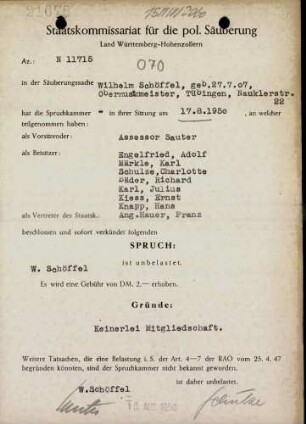 Staatskommissariat für die pol. Säuberung
Land Württemberg-Hohenzollern
Az.: N 11715
070
in der Säuberungssache Wilhelm Schöffel, geb.27.7.07,
Obermusikmeister, Tübingen, Nauklerstr.
22
hat die Spruchkammer - in ihrer Sitzung am 17.8.1950 , an welcher
teilgenommen haben:
als Vorsitzender: Assessor Sauter
als Beisitzer: Engelfried, Adolf
Märkle, Karl
Schulze,Charlotte
Oßder, Richard
Karl, Julius
Kiess, Ernst
Knapp, Hans
als Vertreter des Staatsk.: Ang.Hauer, Franz
beschlossen und sofort verkündet folgenden
SPRUCH:
ist unbelastet.
W. Schöffel
Es wird eine Gebühr von DM. 2.— erhoben.
Gründe:
Keinerlei Mitgliedschaft.
Weitere Tatsachen, die eine Belastung i.S. der Art. 4—7 der RAO vom 25. 4. 47
begründen könnten, sind der Spruchkammer nicht bekannt geworden.
ist daher unbelastet.
W.Schöffel
AUG. 1950